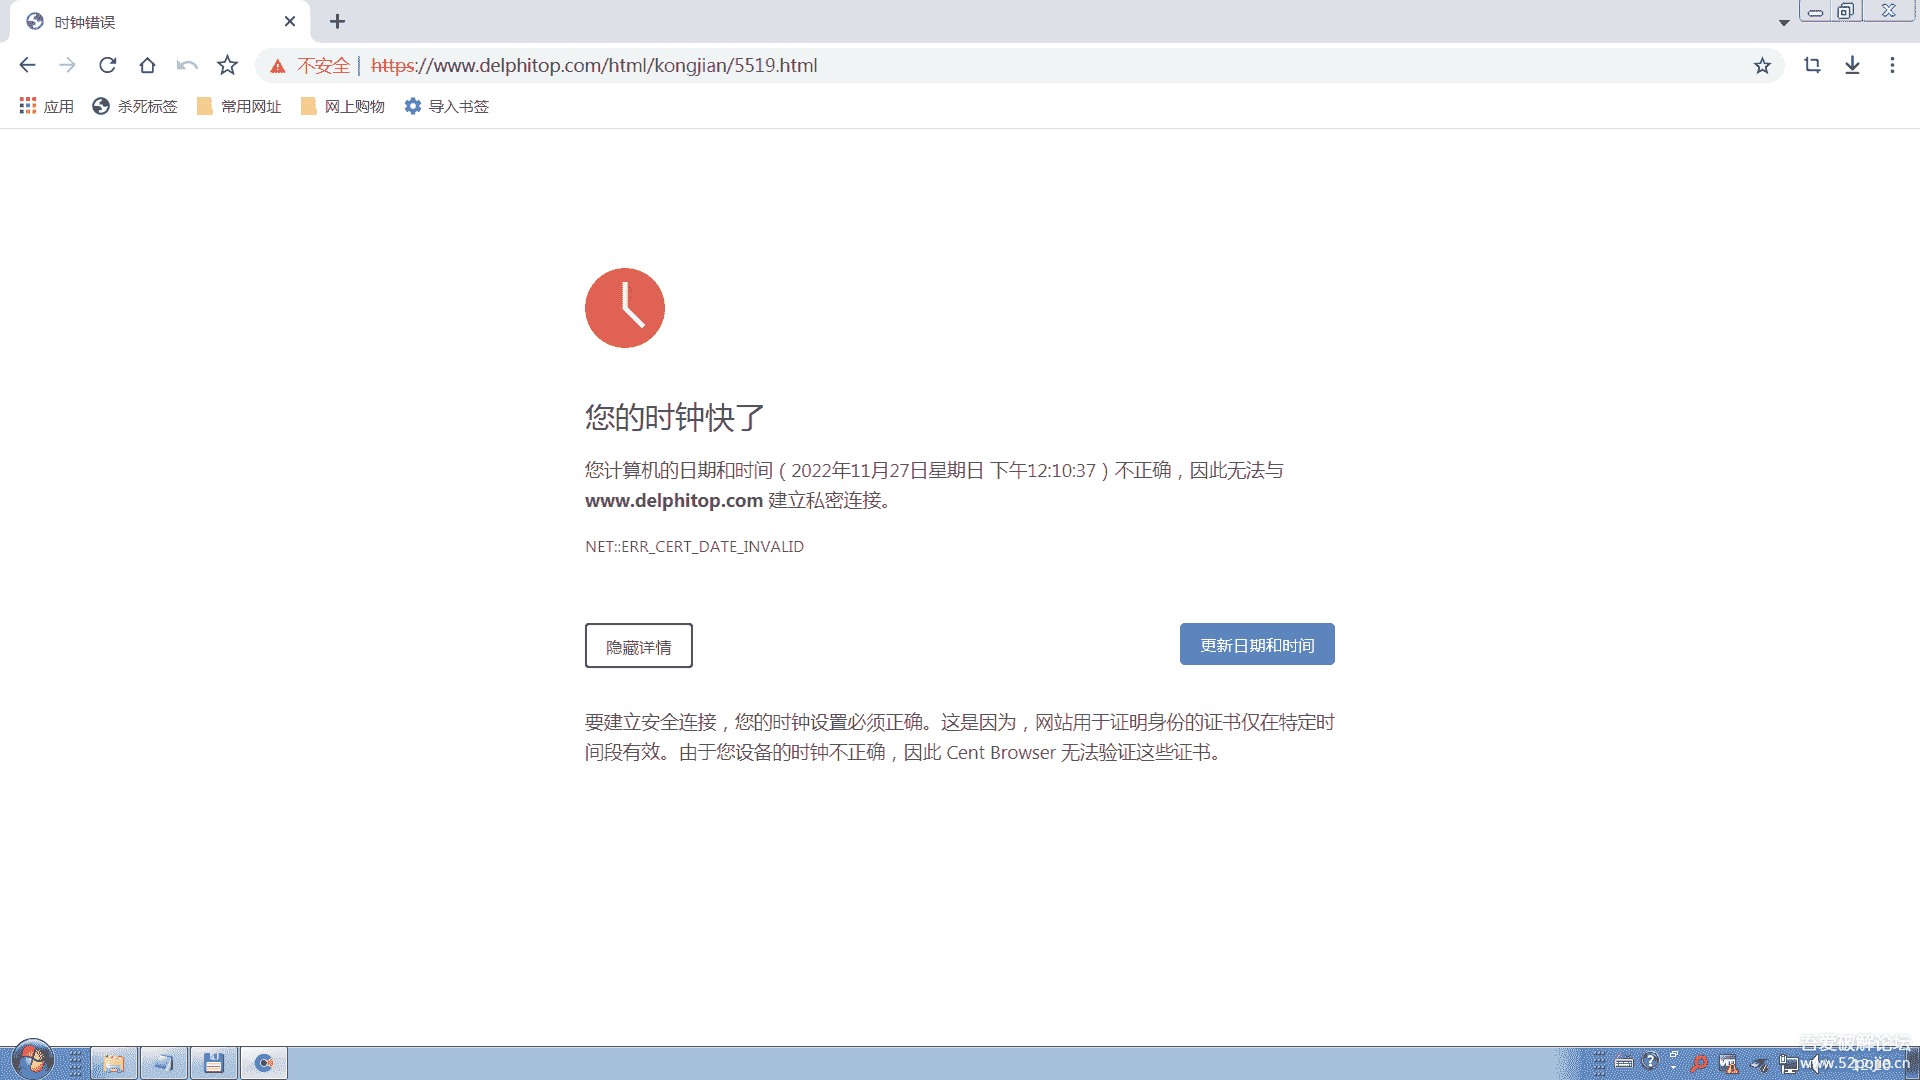 时钟错误
不安全 https://www.delphitop.com/html/kongjian/5519.html
应用 杀死标签 常用网址 网上购物 导入书签
您的时钟快了
您计算机的日期和时间（2022年11月27日星期日 下午12:10:37）不正确，因此无法与
www.delphitop.com 建立私密连接。
NET::ERR_CERT_DATE_INVALID
隐藏详情 更新日期和时间
要建立安全连接，您的时钟设置必须正确。这是因为，网站用于证明身份的证书仅在特定时
间段有效。由于您设备的时钟不正确，因此 Cent Browser 无法验证这些证书。
吾爱破解论坛
www.52pojie.cn